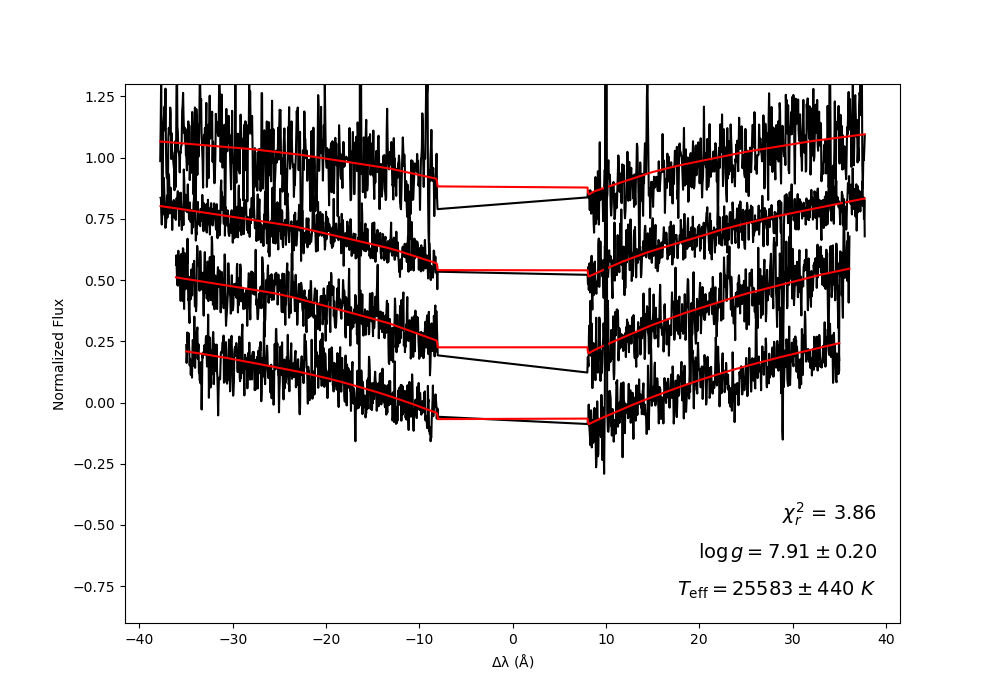 1.25
1.00
0.75
0.50
0.25
0.00
−0.25
−0.50
−0.75
Normalized Flux
χ²ᵣ = 3.86
log g = 7.91 ± 0.20
T_eff = 25583 ± 440 K
−40 −30 −20 −10 0 10 20 30 40
Δλ (Å)